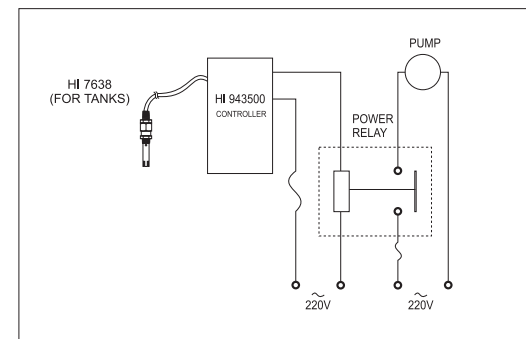 PUMP
HI 7638
(FOR TANKS)
HI 943500
CONTROLLER
POWER
RELAY
220V
220V